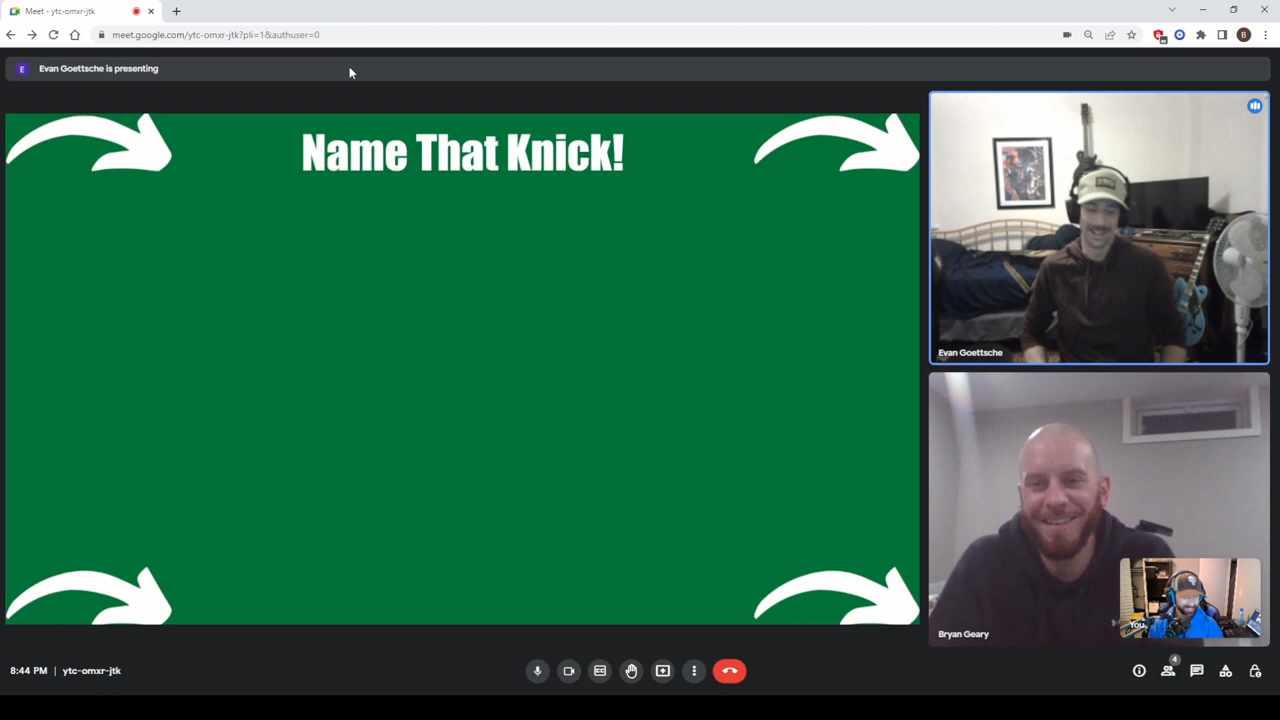 Meet - ytc-omxr-jtk
meet.google.com/ytc-omxr-jtk?pli=1&authuser=0
B
E
Evan Goettsche is presenting
Name That Knick!
Evan Goettsche
You
Bryan Geary
8:44 PM | ytc-omxr-jtk
4